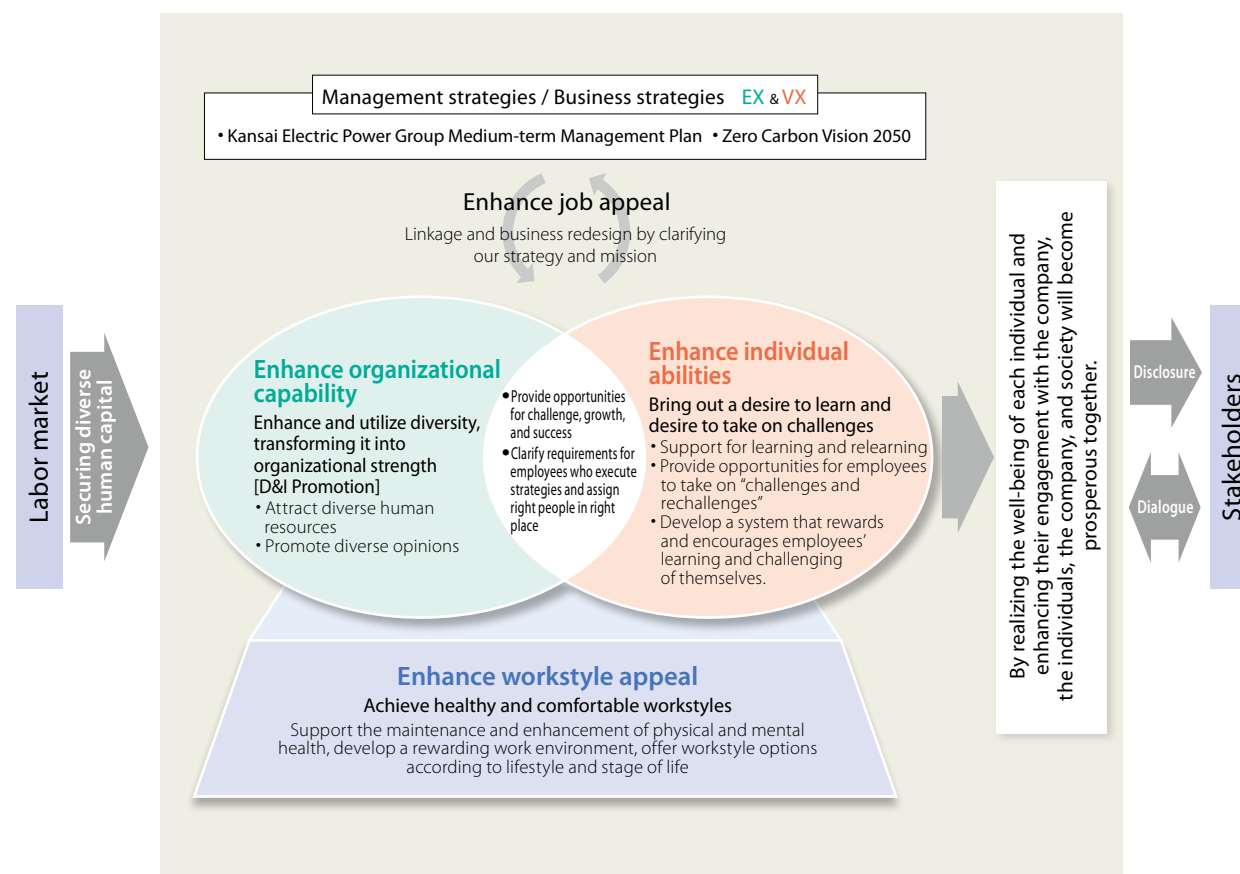 Management strategies / Business strategies EX & VX
• Kansai Electric Power Group Medium-term Management Plan • Zero Carbon Vision 2050
Enhance job appeal
Linkage and business redesign by clarifying
our strategy and mission
Labor market
Securing diverse
human capital
Enhance organizational
capability
Enhance and utilize diversity,
transforming it into
organizational strength
[D&I Promotion]
• Attract diverse human
resources
• Promote diverse opinions
●Provide opportunities
for challenge, growth,
and success
●Clarify requirements for
employees who execute
strategies and assign
right people in right
place
Enhance individual
abilities
Bring out a desire to learn and
desire to take on challenges
• Support for learning and relearning
• Provide opportunities for employees
to take on “challenges and
rechallenges”
• Develop a system that rewards
and encourages employees’
learning and challenging
of themselves.
Enhance workstyle appeal
Achieve healthy and comfortable workstyles
Support the maintenance and enhancement of physical and mental
health, develop a rewarding work environment, offer workstyle options
according to lifestyle and stage of life
By realizing the well-being of each individual and
enhancing their engagement with the company,
the individuals, the company, and society will become
prosperous together.
Disclosure
Dialogue
Stakeholders